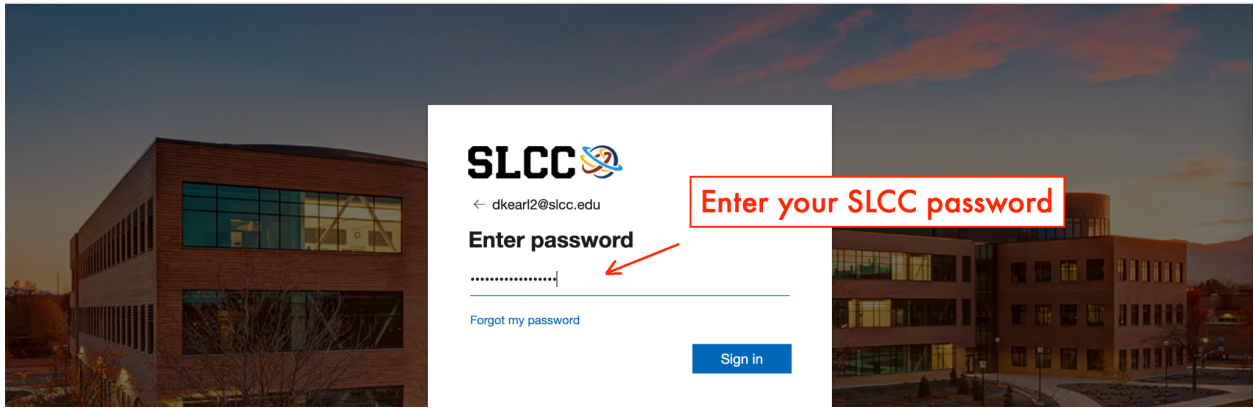 SLCC
← dkearl2@slcc.edu
Enter your SLCC password
Enter password
••••••••••••••••••
Forgot my password
Sign in